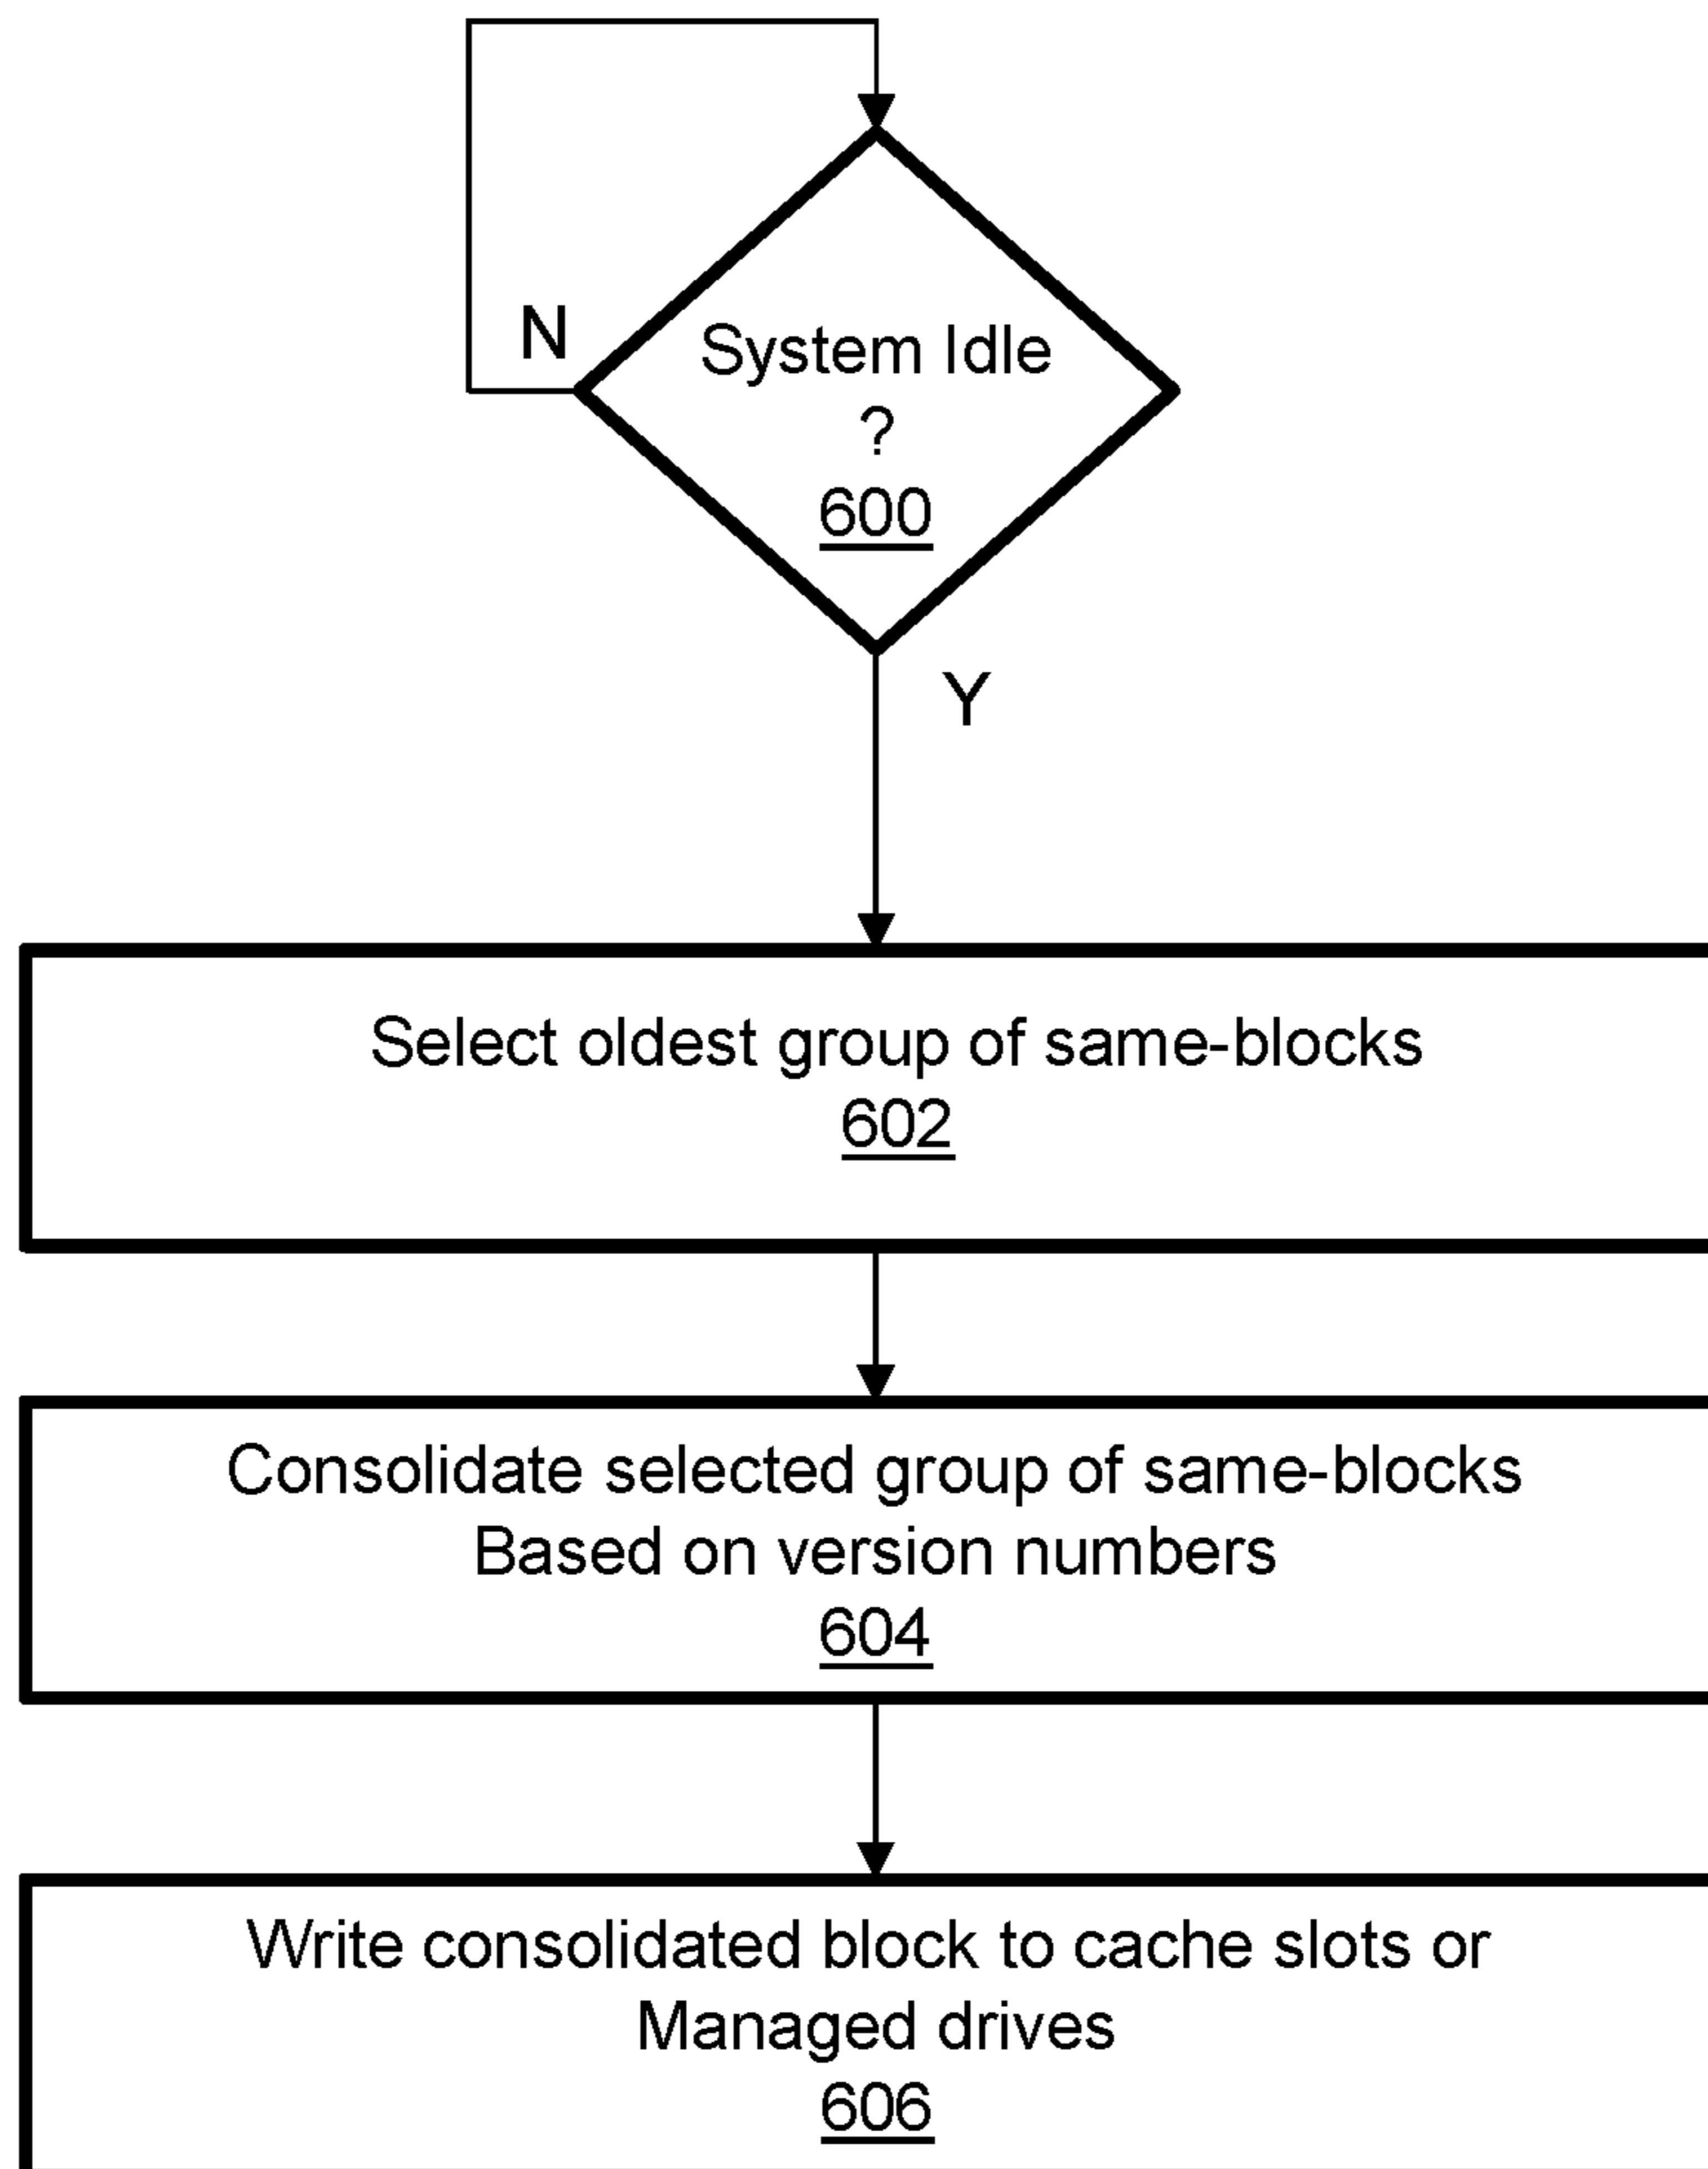 N
System Idle
?
600
Y
Select oldest group of same-blocks
602
Consolidate selected group of same-blocks
Based on version numbers
604
Write consolidated block to cache slots or
Managed drives
606